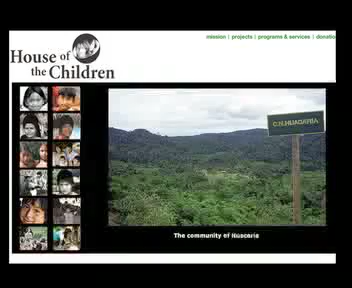 mission | projects | programs & services | donatio
House of
the Children
C.N.HUACARIA
The community of Huacaria